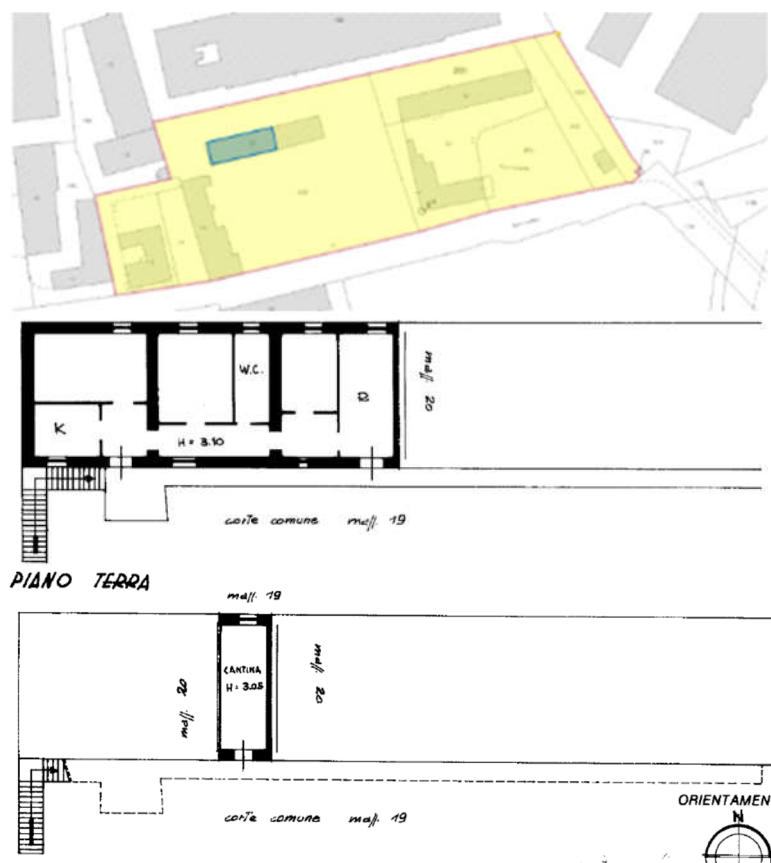 W.C.
K
B
H = 3.10
mapp. 20
corte comune mapp. 19
PIANO TERRA
mapp. 19
CANTINA
H = 3.05
mapp. 20
mapp. 20
corte comune mapp. 19
ORIENTAMEN
N